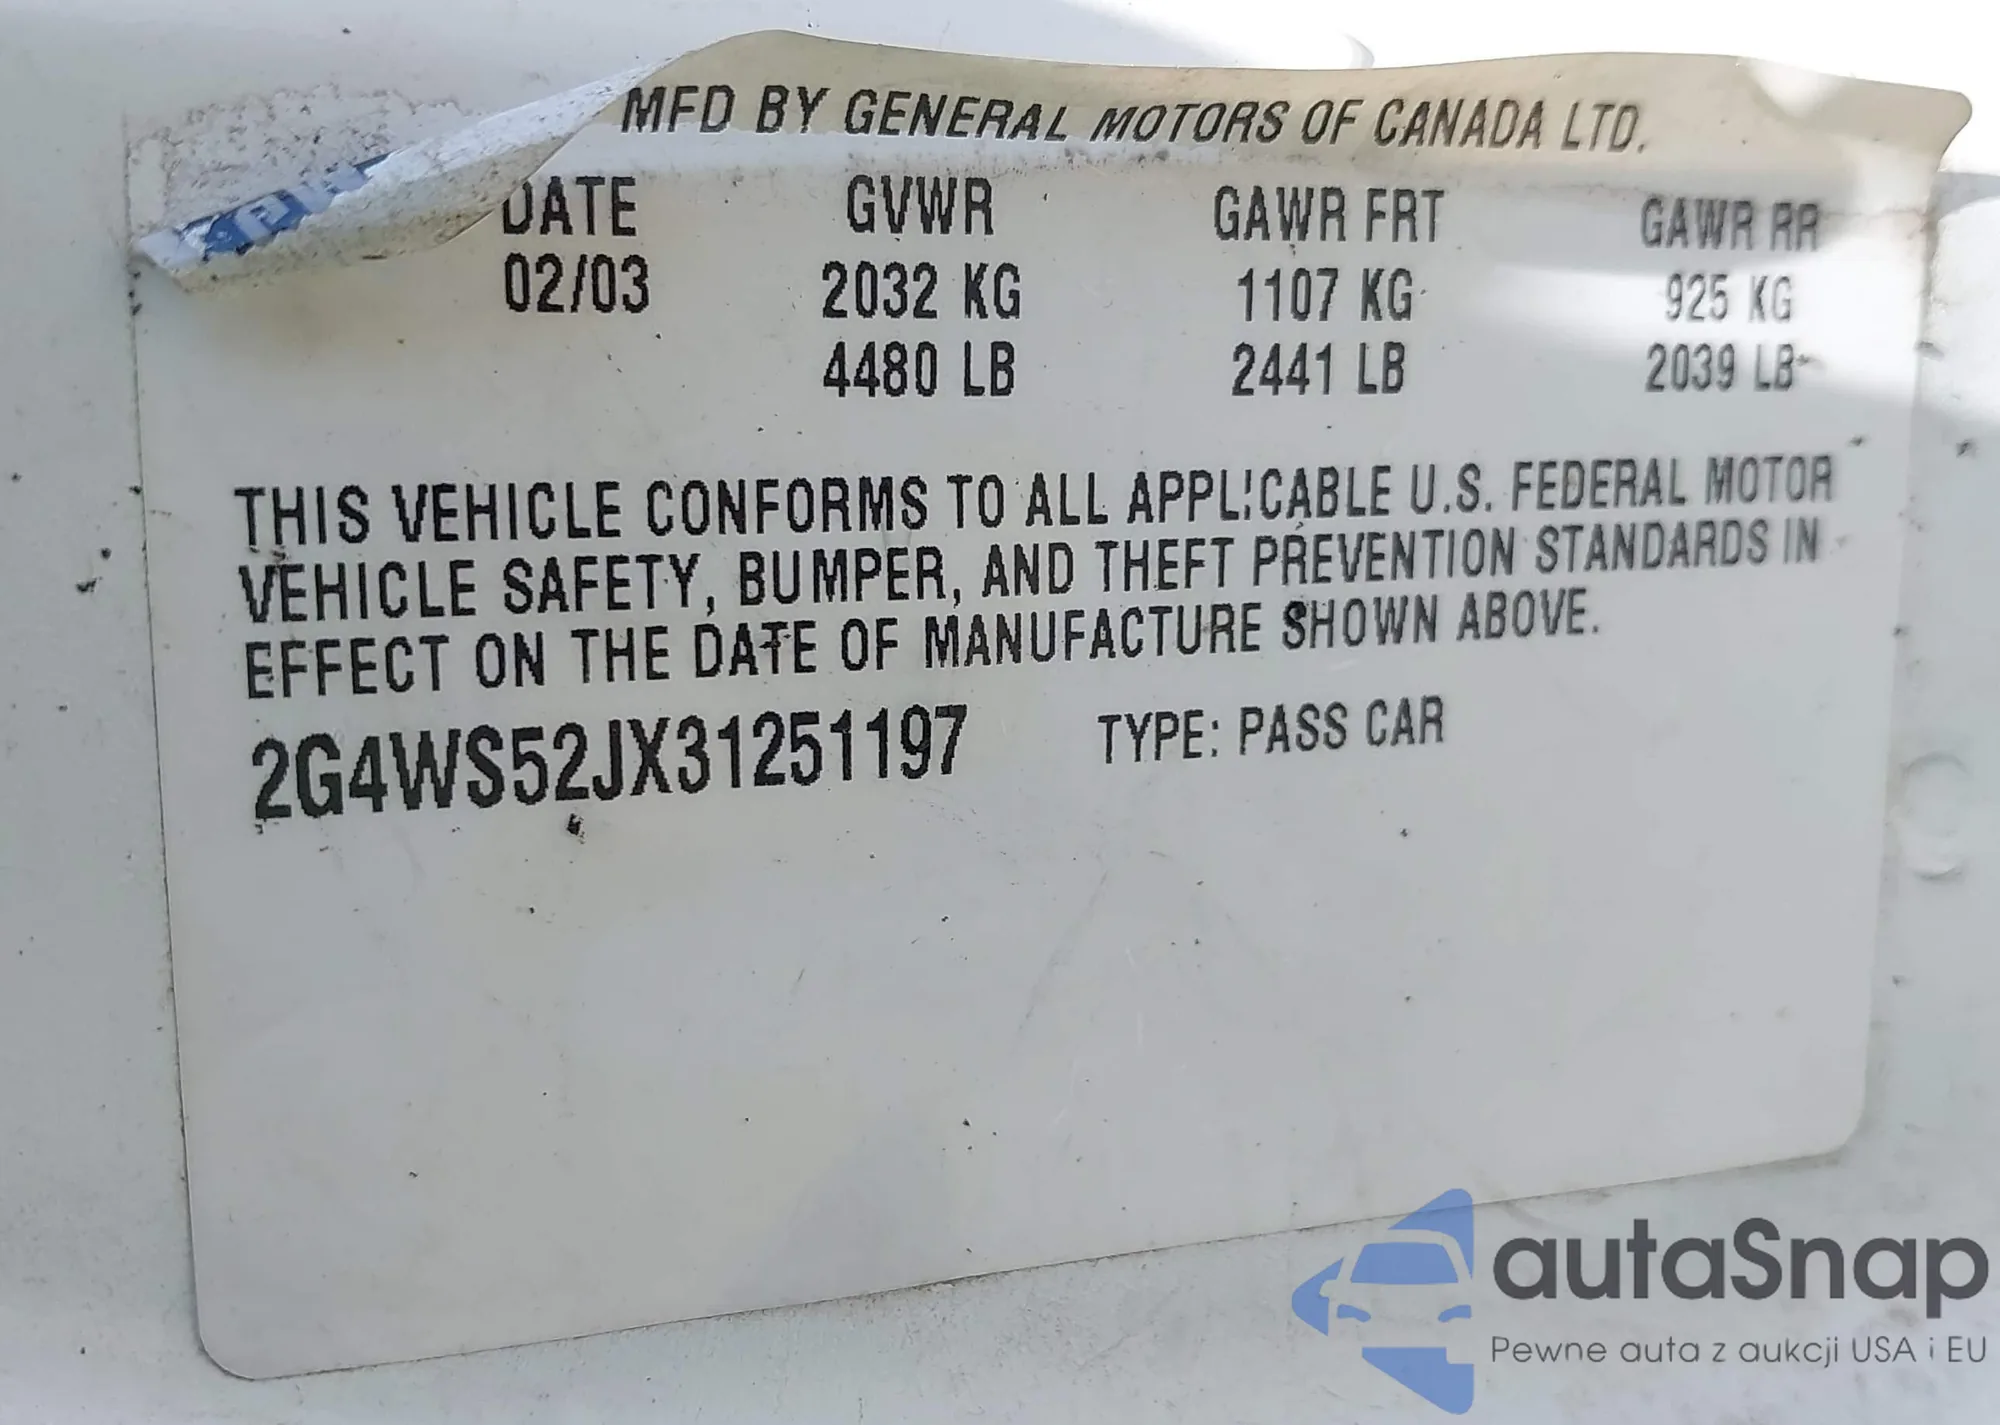 MFD BY GENERAL MOTORS OF CANADA LTD.
DATE GVWR GAWR FRT GAWR RR
02/03 2032 KG 1107 KG 925 KG
4480 LB 2441 LB 2039 LB
THIS VEHICLE CONFORMS TO ALL APPLICABLE U.S. FEDERAL MOTOR
VEHICLE SAFETY, BUMPER, AND THEFT PREVENTION STANDARDS IN
EFFECT ON THE DATE OF MANUFACTURE SHOWN ABOVE.
2G4WS52JX31251197 TYPE: PASS CAR
autaSnap
Pewne auta z aukcji USA i EU